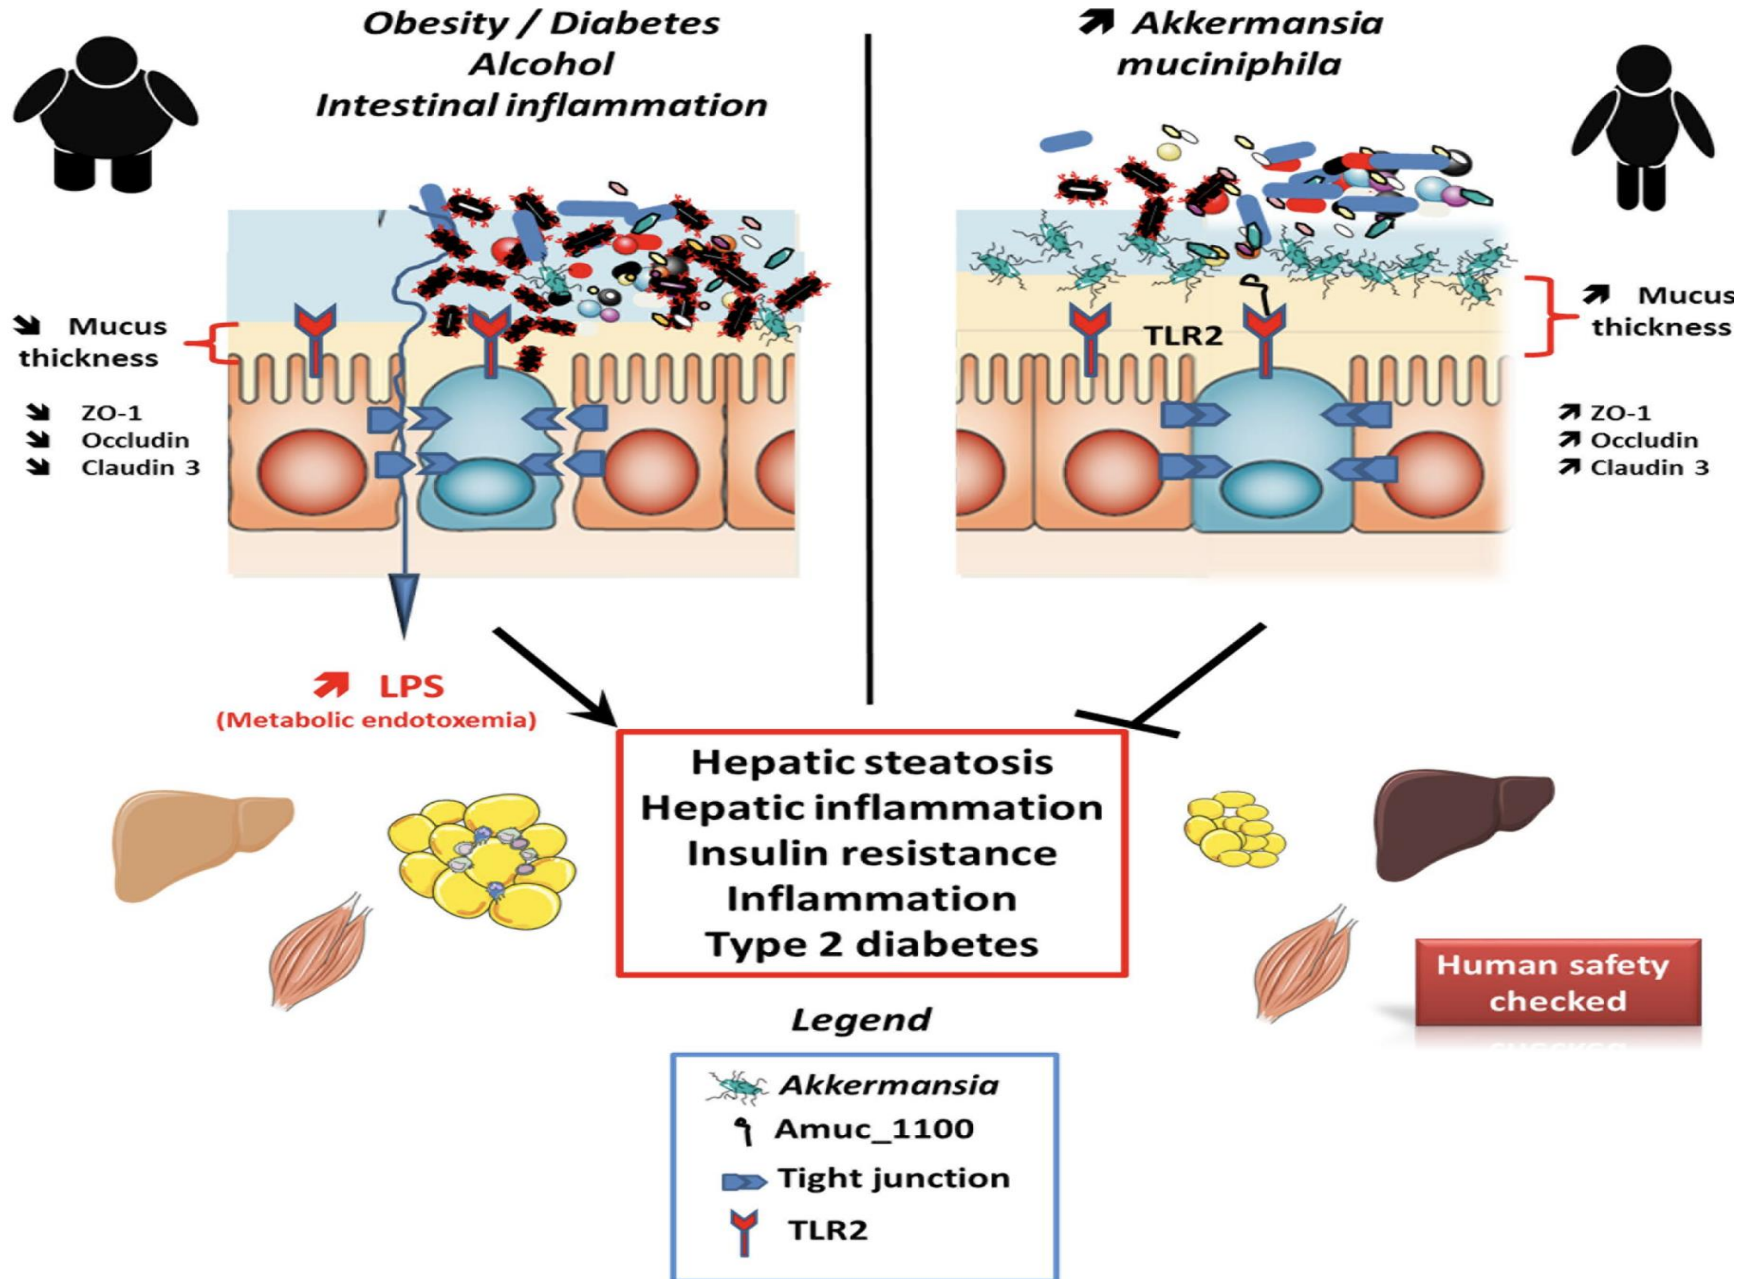 Obesity / Diabetes
Alcohol
Intestinal inflammation
Akkermansia
muciniphila
Mucus
thickness
ZO-1
Occludin
Claudin 3
TLR2
Mucus
thickness
ZO-1
Occludin
Claudin 3
LPS
(Metabolic endotoxemia)
Hepatic steatosis
Hepatic inflammation
Insulin resistance
Inflammation
Type 2 diabetes
Human safety
checked
Legend
Akkermansia
Amuc_1100
Tight junction
TLR2